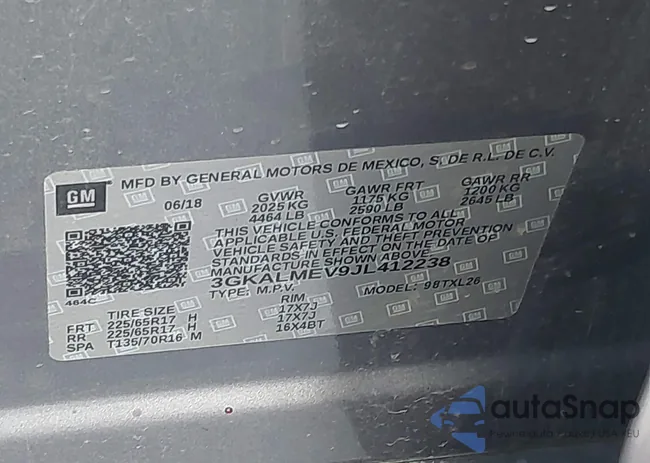 GM
MFD BY GENERAL MOTORS DE MEXICO, S. DE R.L. DE C.V.
06/18 GVWR GAWR FRT GAWR RR
2025 KG 1175 KG 1200 KG
4464 LB 2590 LB 2645 LB
THIS VEHICLE CONFORMS TO ALL
APPLICABLE U.S. FEDERAL MOTOR
VEHICLE SAFETY AND THEFT PREVENTION
STANDARDS IN EFFECT ON THE DATE OF
MANUFACTURE SHOWN ABOVE.
3GKALMEV9JL412238
TYPE: M.P.V. MODEL: 98TXL26
464C
TIRE SIZE RIM
FRT 225/65R17 H 17X7J
RR 225/65R17 H 17X7J
SPA T135/70R16 M 16X4BT
autoSnap